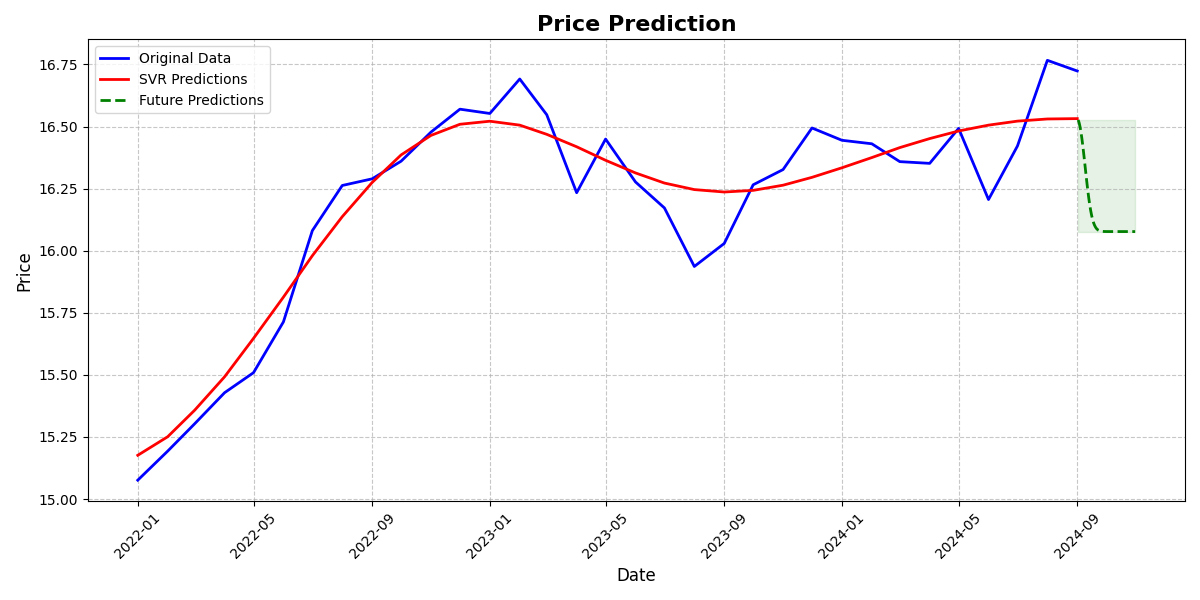 Price Prediction
Original Data
SVR Predictions
Future Predictions
Price
16.75
16.50
16.25
16.00
15.75
15.50
15.25
15.00
2022-01
2022-05
2022-09
2023-01
2023-05
2023-09
2024-01
2024-05
2024-09
Date